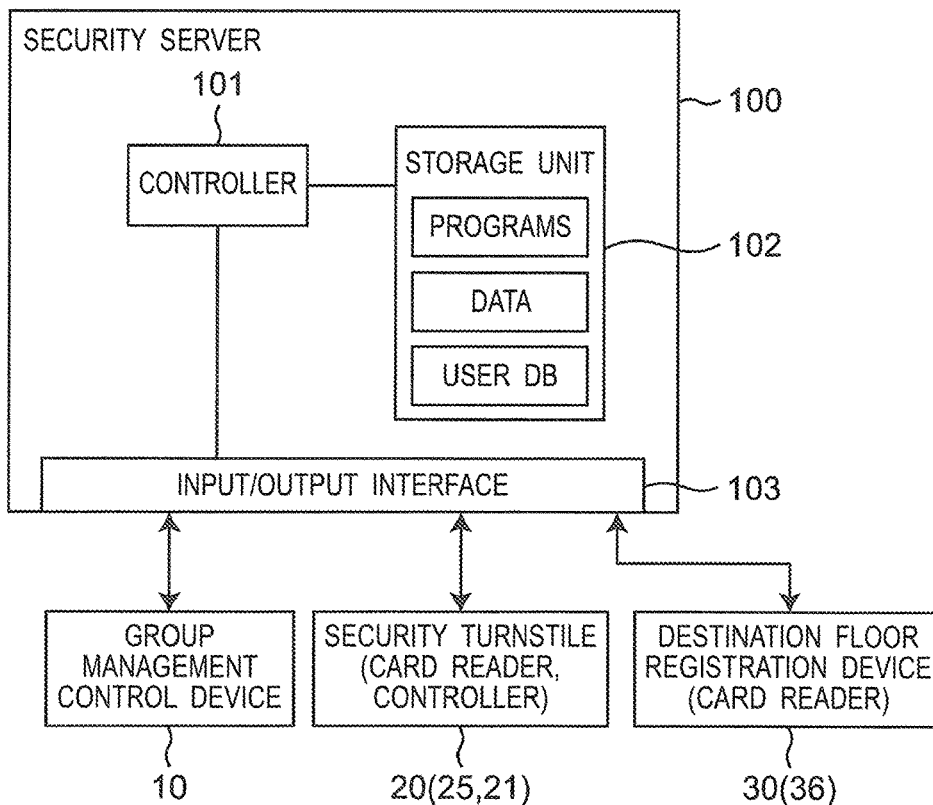 SECURITY SERVER
101
100
CONTROLLER
STORAGE UNIT
PROGRAMS
102
DATA
USER DB
INPUT/OUTPUT INTERFACE
103
GROUP
MANAGEMENT
CONTROL DEVICE
SECURITY TURNSTILE
(CARD READER,
CONTROLLER)
DESTINATION FLOOR
REGISTRATION DEVICE
(CARD READER)
10
20(25,21)
30(36)